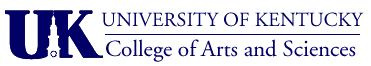 UK UNIVERSITY OF KENTUCKY
College of Arts and Sciences